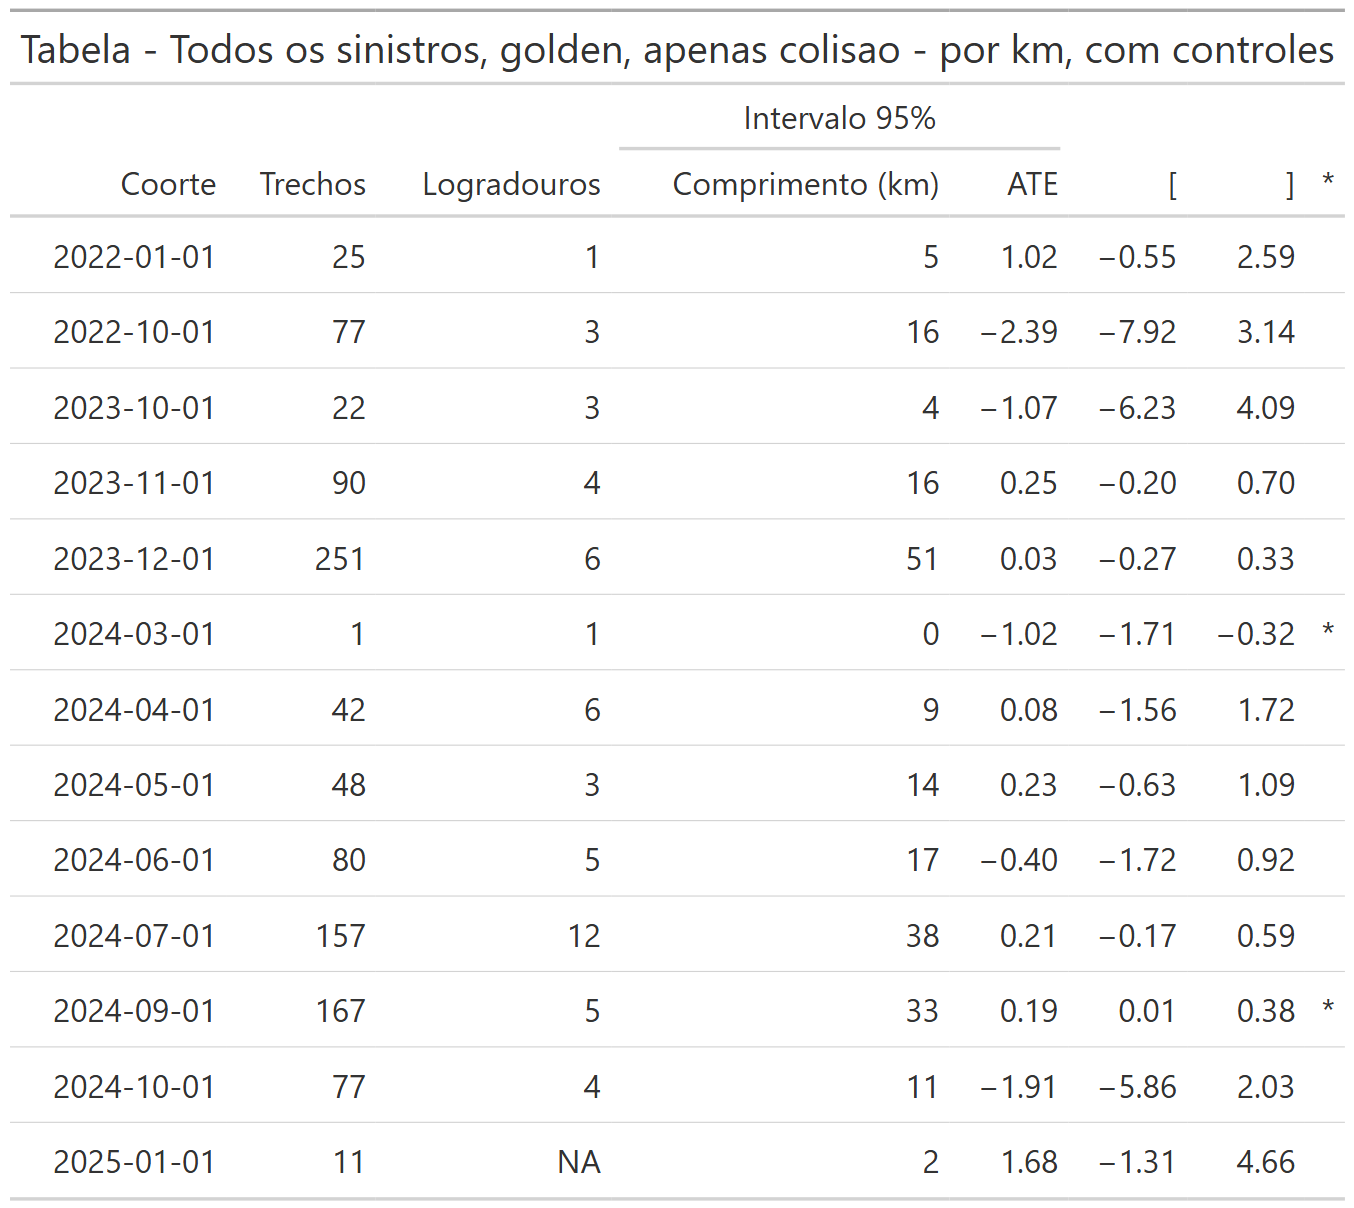 Tabela - Todos os sinistros, golden, apenas colisao - por km, com controles
Intervalo 95%
Coorte Trechos Logradouros Comprimento (km) ATE [ ] *
2022-01-01 25 1 5 1.02 −0.55 2.59
2022-10-01 77 3 16 −2.39 −7.92 3.14
2023-10-01 22 3 4 −1.07 −6.23 4.09
2023-11-01 90 4 16 0.25 −0.20 0.70
2023-12-01 251 6 51 0.03 −0.27 0.33
2024-03-01 1 1 0 −1.02 −1.71 −0.32 *
2024-04-01 42 6 9 0.08 −1.56 1.72
2024-05-01 48 3 14 0.23 −0.63 1.09
2024-06-01 80 5 17 −0.40 −1.72 0.92
2024-07-01 157 12 38 0.21 −0.17 0.59
2024-09-01 167 5 33 0.19 0.01 0.38 *
2024-10-01 77 4 11 −1.91 −5.86 2.03
2025-01-01 11 NA 2 1.68 −1.31 4.66